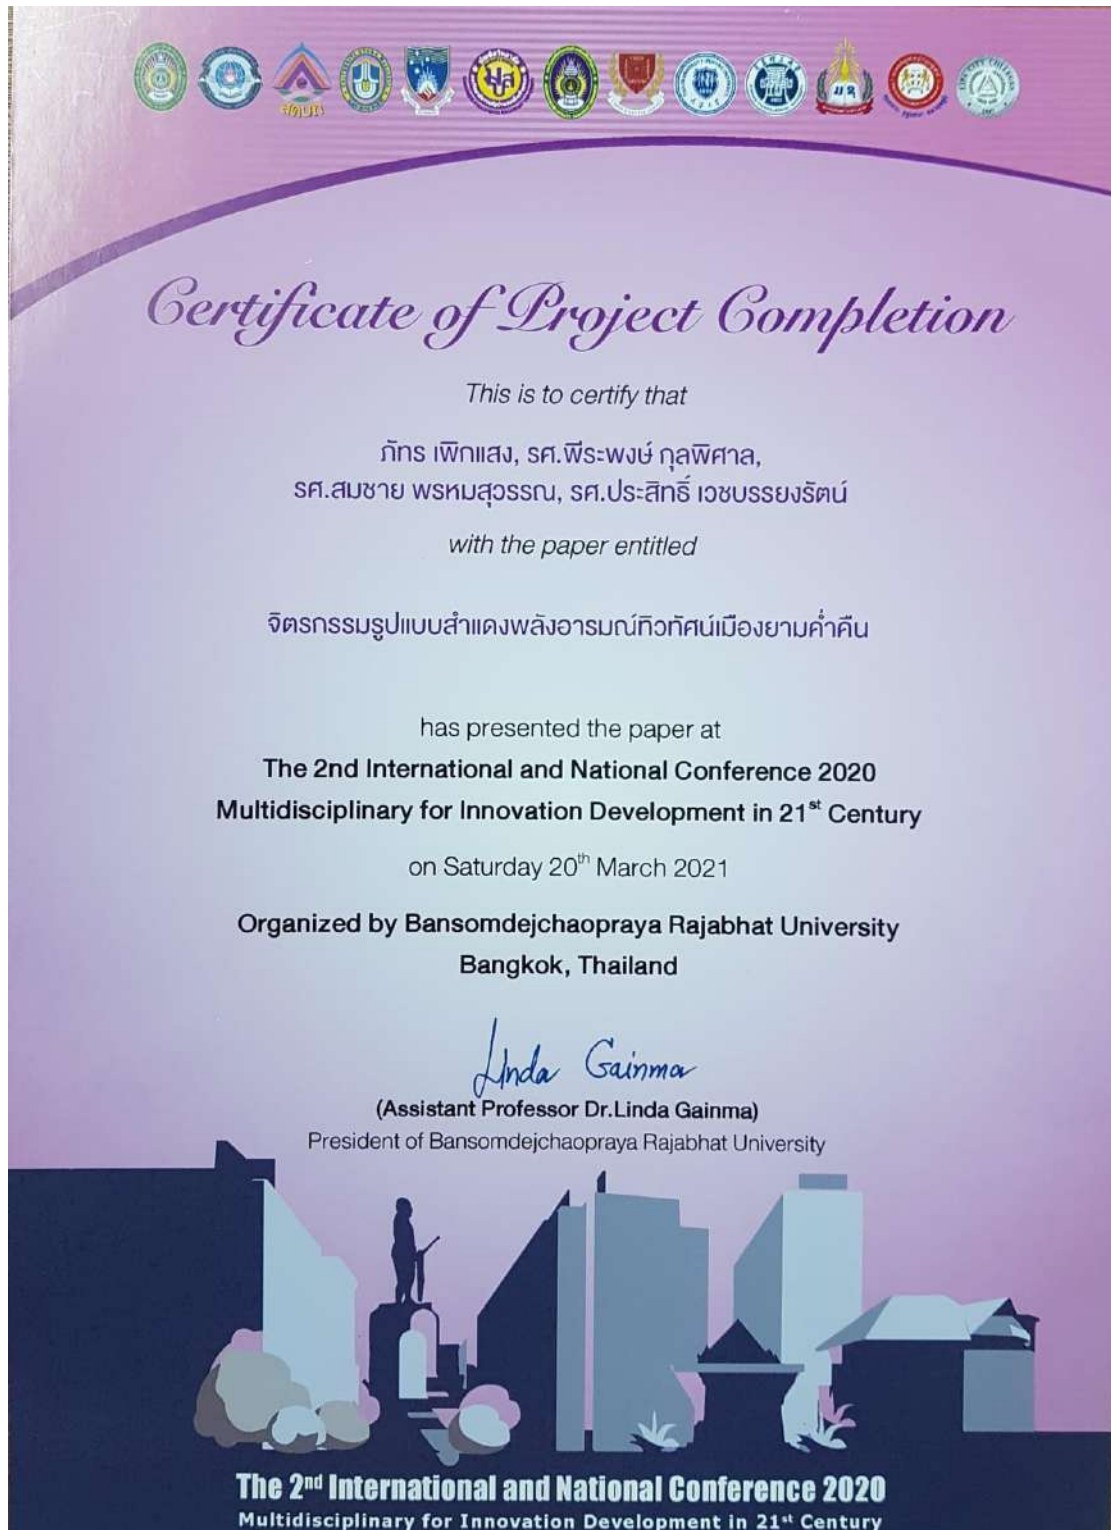 สตบน
Certificate of Project Completion
This is to certify that
ภัทร เพิกแสง, รศ.พีระพงษ์ กุลพิศาล,
รศ.สมชาย พรหมสุวรรณ, รศ.ประสิทธิ์ เวชบรรยงรัตน์
with the paper entitled
จิตรกรรมรูปแบบสำแดงพลังอารมณ์ทิวทัศน์เมืองยามค่ำคืน
has presented the paper at
The 2nd International and National Conference 2020
Multidisciplinary for Innovation Development in 21st Century
on Saturday 20th March 2021
Organized by Bansomdejchaopraya Rajabhat University
Bangkok, Thailand
Linda Gainma
(Assistant Professor Dr.Linda Gainma)
President of Bansomdejchaopraya Rajabhat University
The 2nd International and National Conference 2020
Multidisciplinary for Innovation Development in 21st Century